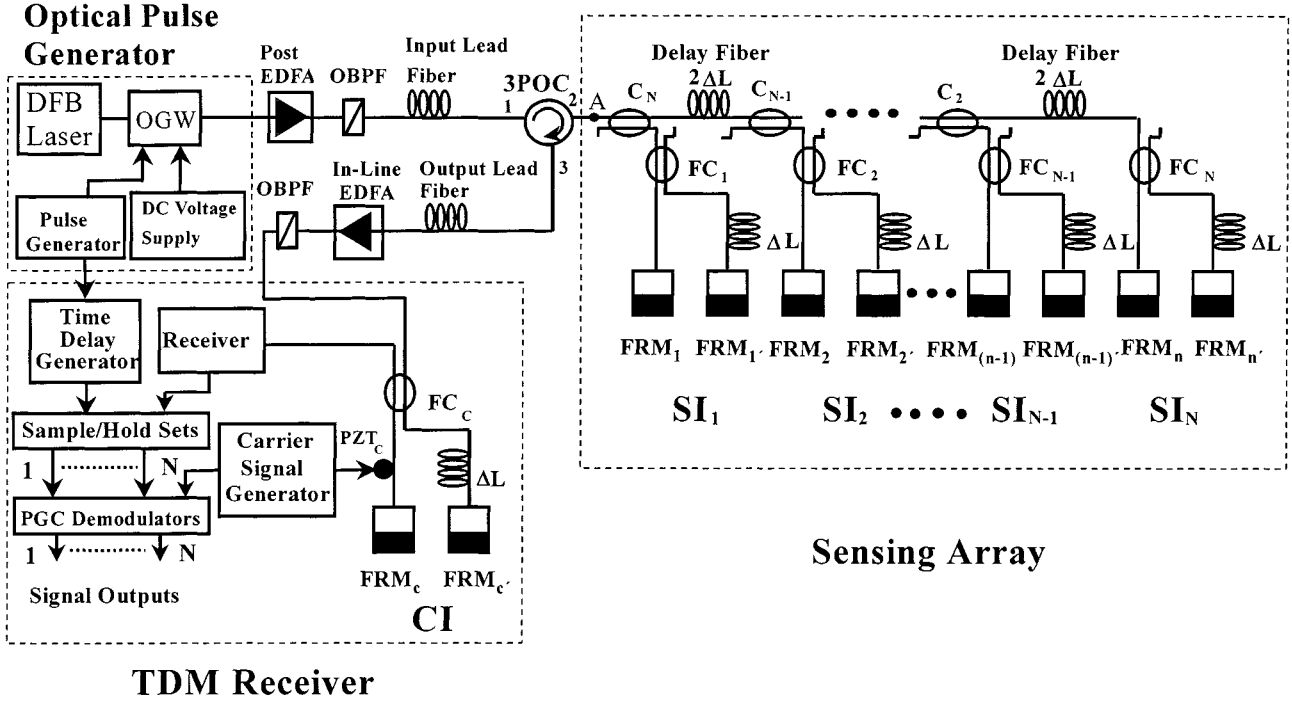 Optical Pulse
Generator
DFB
Laser
OGW
Pulse
Generator
DC Voltage
Supply
Post
EDFA
OBPF
Input Lead
Fiber
3POC
1
2
3
A
OBPF
In-Line
EDFA
Output Lead
Fiber
Delay Fiber
2ΔL
Delay Fiber
2 ΔL
C_N
C_N-1
C_2
FC_1
FC_2
FC_N-1
FC_N
ΔL
ΔL
ΔL
ΔL
FRM_1
FRM_1′
FRM_2
FRM_2′
FRM_(n-1)
FRM_(n-1)′
FRM_n
FRM_n′
SI_1
SI_2
SI_N-1
SI_N
Sensing Array
Time
Delay
Generator
Receiver
Sample/Hold Sets
1
N
Carrier
Signal
Generator
PZT_C
FC_C
ΔL
PGC Demodulators
1
N
Signal Outputs
FRM_c
FRM_c′
CI
TDM Receiver